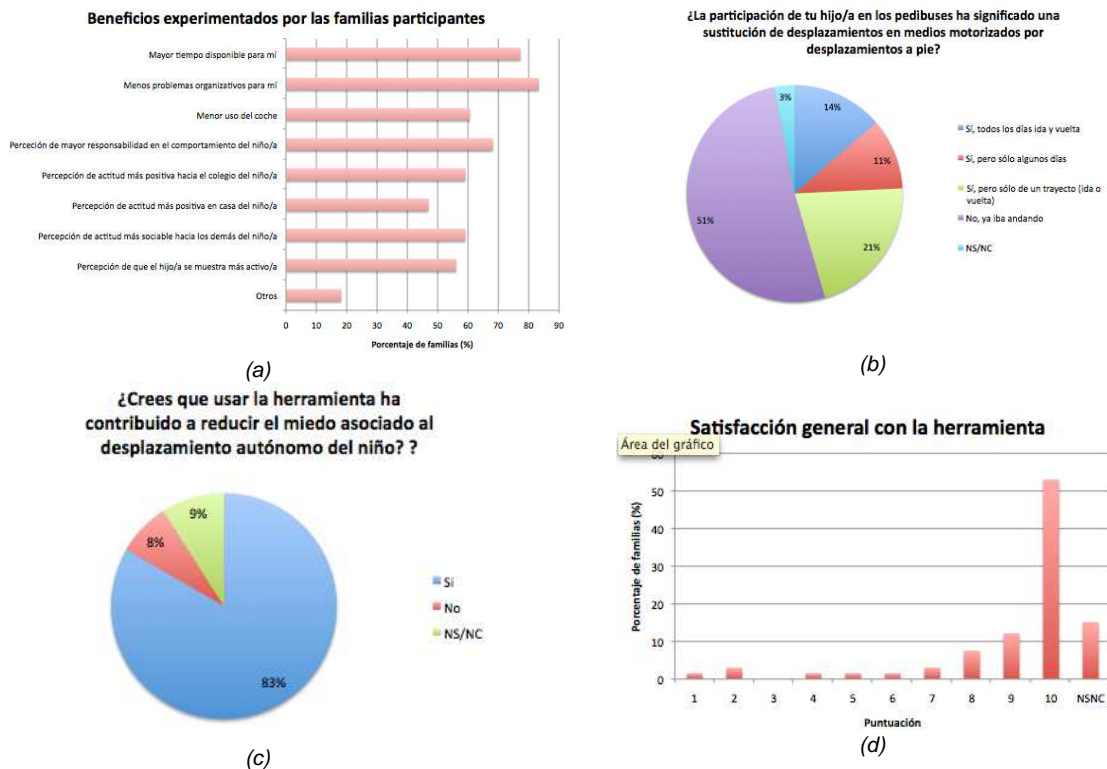 Beneficios experimentados por las familias participantes
Mayor tiempo disponible para mí
Menos problemas organizativos para mí
Menor uso del coche
Perceción de mayor responsabilidad en el comportamiento del niño/a
Percepción de actitud más positiva hacia el colegio del niño/a
Percepción de actitud más positiva en casa del niño/a
Percepción de actitud más sociable hacia los demás del niño/a
Percepción de que el hijo/a se muestra más activo/a
Otros
0 10 20 30 40 50 60 70 80 90
Porcentaje de familias (%)
(a)
¿La participación de tu hijo/a en los pedibuses ha significado una
sustitución de desplazamientos en medios motorizados por
desplazamientos a pie?
3%
14%
11%
21%
51%
Sí, todos los días ida y vuelta
Sí, pero sólo algunos días
Sí, pero sólo de un trayecto (ida o
vuelta)
No, ya iba andando
NS/NC
(b)
¿Crees que usar la herramienta ha
contribuido a reducir el miedo asociado al
desplazamiento autónomo del niño? ?
9%
8%
83%
Si
No
NS/NC
(c)
Satisfacción general con la herramienta
Área del gráfico
60
50
40
30
20
10
0
Porcentaje de familias (%)
1 2 3 4 5 6 7 8 9 10 NSNC
Puntuación
(d)